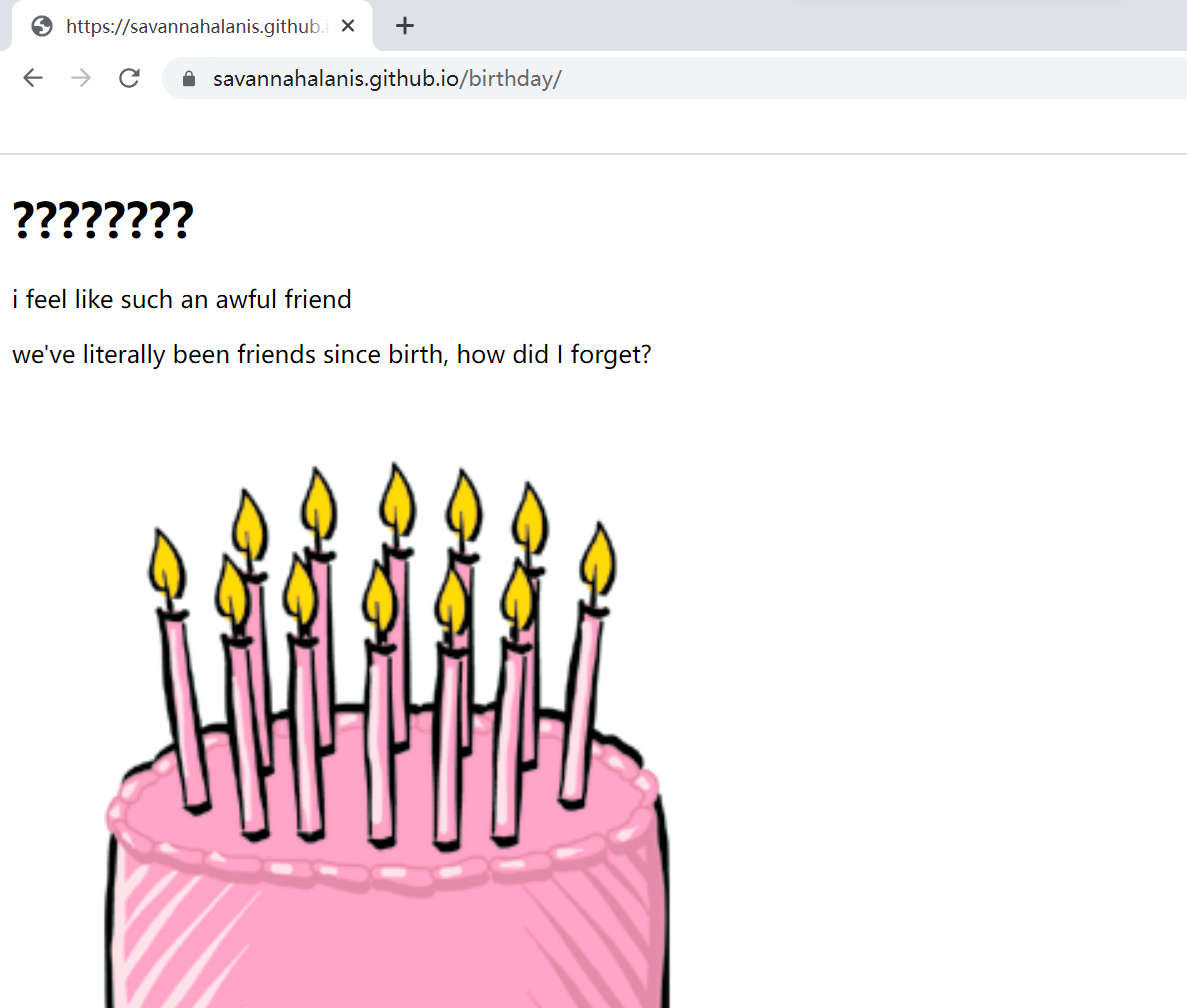 https://savannahalanis.github.i
savannahalanis.github.io/birthday/
????????
i feel like such an awful friend
we've literally been friends since birth, how did I forget?